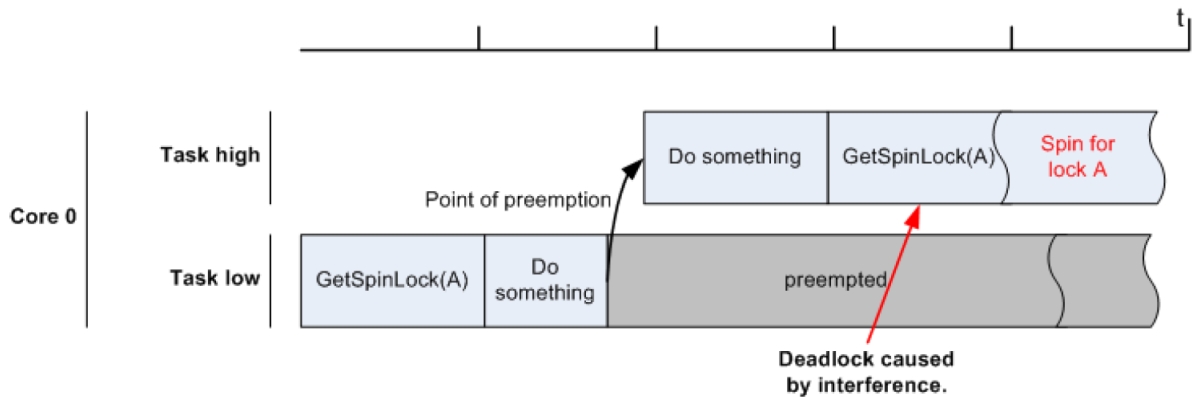 t
Task high
Do something
GetSpinLock(A)
Spin for
lock A
Point of preemption
Core 0
Task low
GetSpinLock(A)
Do
something
preempted
Deadlock caused
by interference.